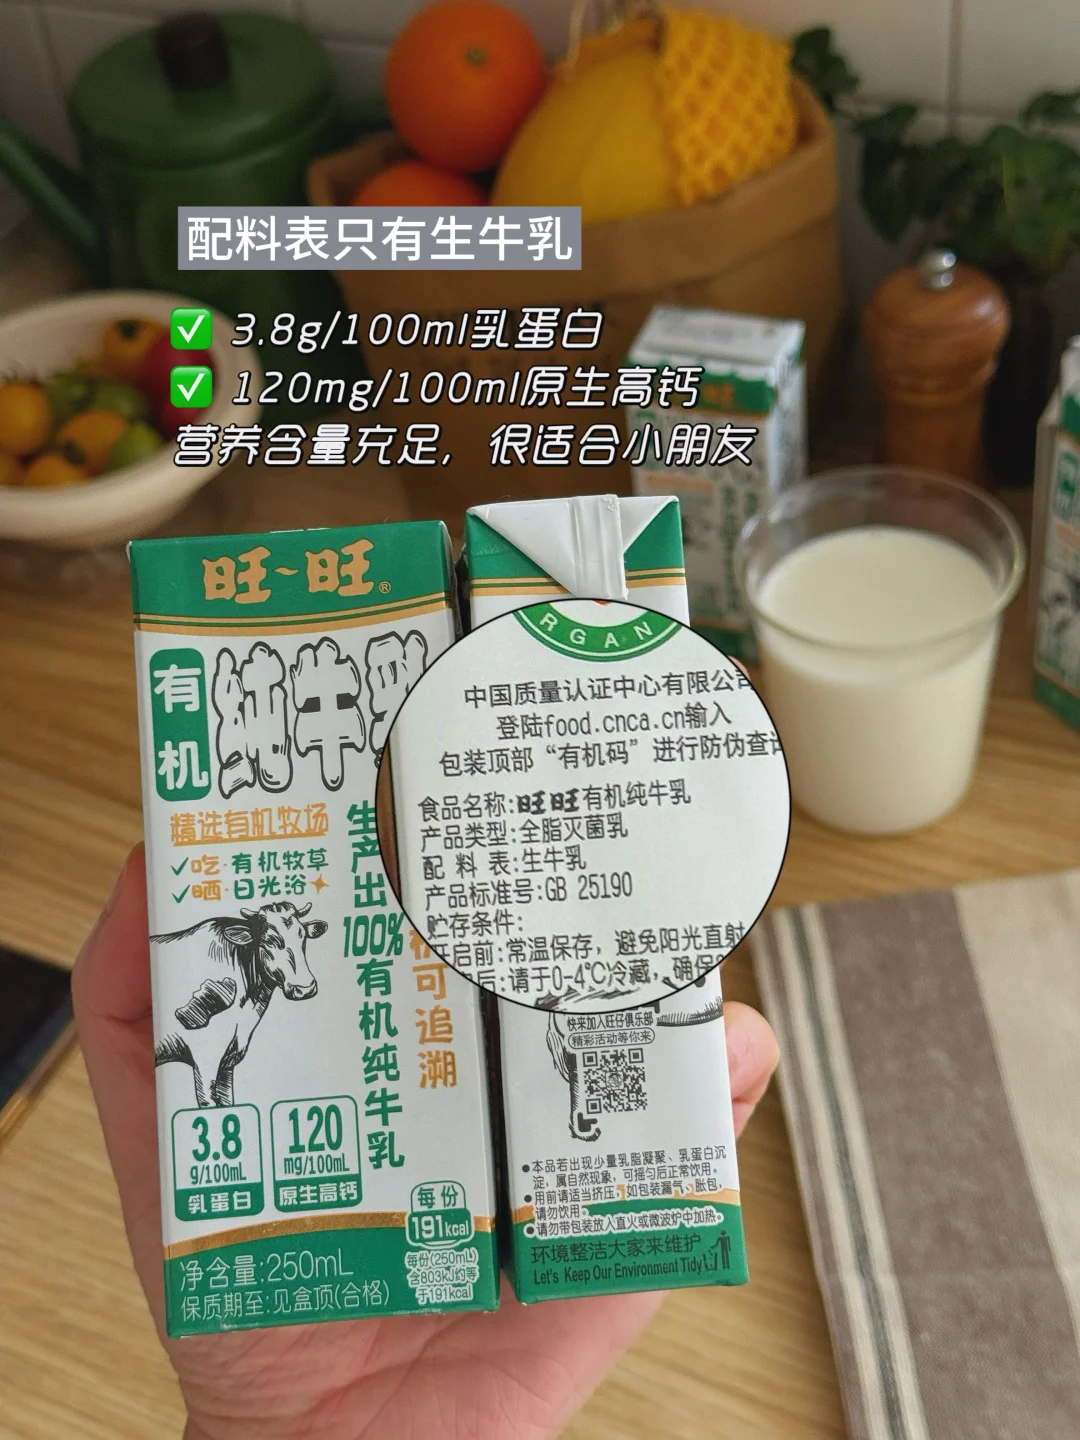 配料表只有生牛乳
✅ 3.8g/100ml乳蛋白
✅ 120mg/100ml原生高钙
营养含量充足，很适合小朋友
旺~旺®
有机
纯牛乳
精选有机牧场
✓吃·有机牧草
✓晒·日光浴
生产出100%有机纯牛乳
可追溯
3.8
g/100mL
乳蛋白
120
mg/100mL
原生高钙
每份
191kcal
每份(250mL)
含803kJ约等
于191kcal
净含量:250mL
保质期至:见盒顶(合格)
RGAN
中国质量认证中心有限公司
登陆food.cnca.cn输入
包装顶部“有机码”进行防伪查询
食品名称:旺旺有机纯牛乳
产品类型:全脂灭菌乳
配 料 表:生牛乳
产品标准号:GB 25190
贮存条件:
开启前:常温保存，避免阳光直射
后:请于0-4℃冷藏，确保
快来加入旺仔俱乐部
精彩活动等你来
●本品若出现少量乳脂凝聚、乳蛋白沉
淀，属自然现象，可摇匀后正常饮用。
●用前请适当挤压，如包装漏气、胀包，
请勿饮用。
●请勿带包装放入直火或微波炉中加热。
环境整洁大家来维护
Let's Keep Our Environment Tidy